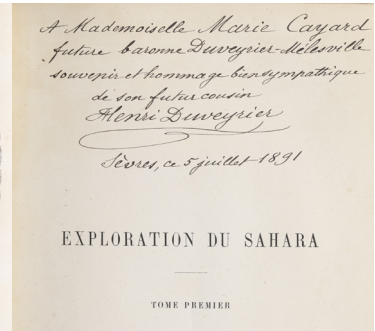 A Mademoiselle Marie Cayard
future baronne Duveyrier-Mélesville
souvenir et hommage bien sympathique
de son futur cousin
Henri Duveyrier
Sèvres, ce 5 juillet 1891
EXPLORATION DU SAHARA
TOME PREMIER